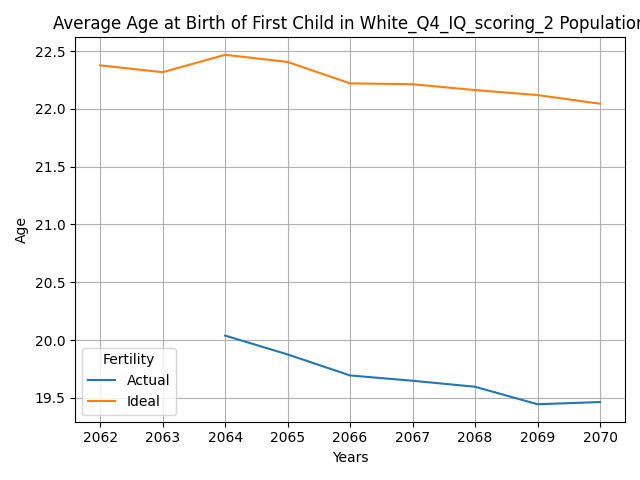 Average Age at Birth of First Child in White_Q4_IQ_scoring_2 Population
22.5
22.0
21.5
21.0
20.5
20.0
19.5
Age
Fertility
Actual
Ideal
2062 2063 2064 2065 2066 2067 2068 2069 2070
Years